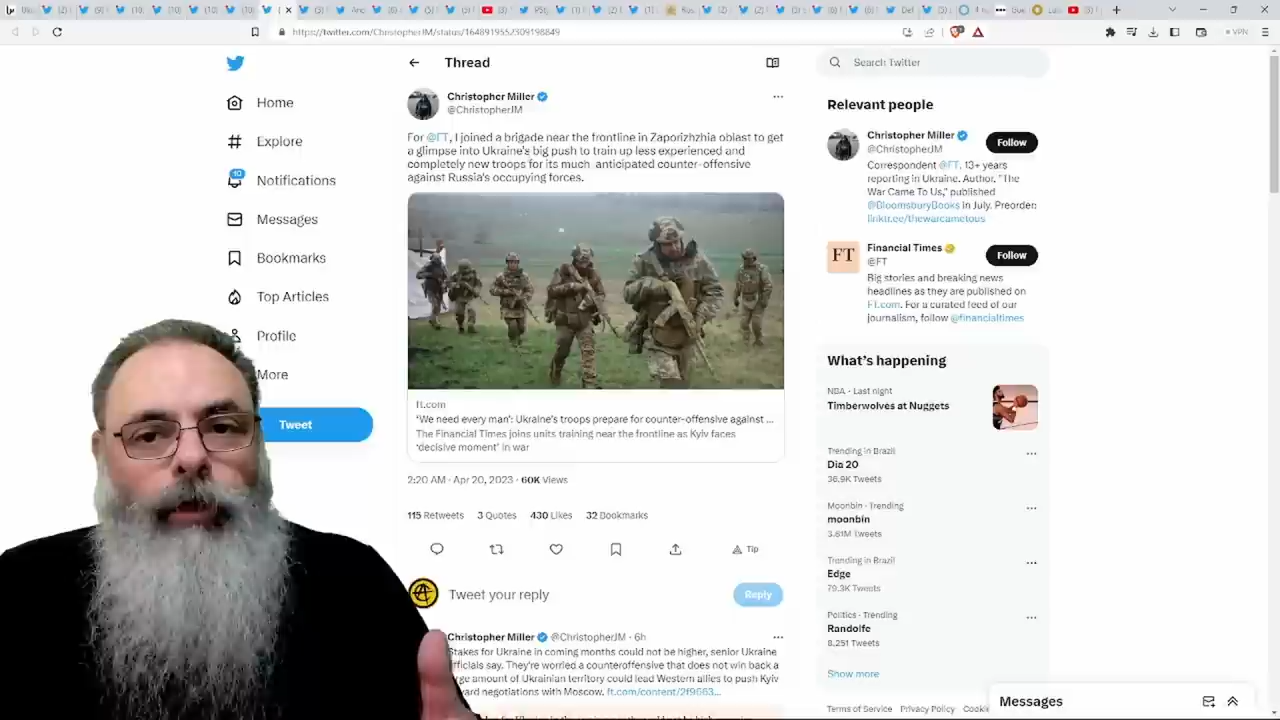 https://twitter.com/ChristopherJM/status/1648919552309198849
VPN
Home
Explore
10
Notifications
Messages
Bookmarks
Top Articles
Profile
More
Tweet
Thread
Christopher Miller
@ChristopherJM
For @FT, I joined a brigade near the frontline in Zaporizhzhia oblast to get
a glimpse into Ukraine's big push to train up less experienced and
completely new troops for its much anticipated counter-offensive
against Russia's occupying forces.
ft.com
'We need every man': Ukraine's troops prepare for counter-offensive against ...
The Financial Times joins units training near the frontline as Kyiv faces
'decisive moment' in war
2:20 AM · Apr 20, 2023 · 60K Views
115 Retweets 3 Quotes 430 Likes 32 Bookmarks
Tip
Tweet your reply
Reply
Christopher Miller @ChristopherJM · 6h
Stakes for Ukraine in coming months could not be higher, senior Ukraine
officials say. They're worried a counteroffensive that does not win back a
rge amount of Ukrainian territory could lead Western allies to push Kyiv
ard negotiations with Moscow. ft.com/content/2f9663...
Search Twitter
Relevant people
Christopher Miller
@ChristopherJM
Follow
Correspondent @FT. 13+ years
reporting in Ukraine. Author, "The
War Came To Us," published
@BloomsburyBooks in July. Preorder:
linktr.ee/thewarcametous
FT
Financial Times
@FT
Follow
Big stories and breaking news
headlines as they are published on
FT.com. For a curated feed of our
journalism, follow @financialtimes
What's happening
NBA · Last night
Timberwolves at Nuggets
Trending in Brazil
Dia 20
36.9K Tweets
Moonbin · Trending
moonbin
3.61M Tweets
Trending in Brazil
Edge
79.3K Tweets
Politics · Trending
Randolfe
8,251 Tweets
Show more
Terms of Service Privacy Policy Cookie
Messages